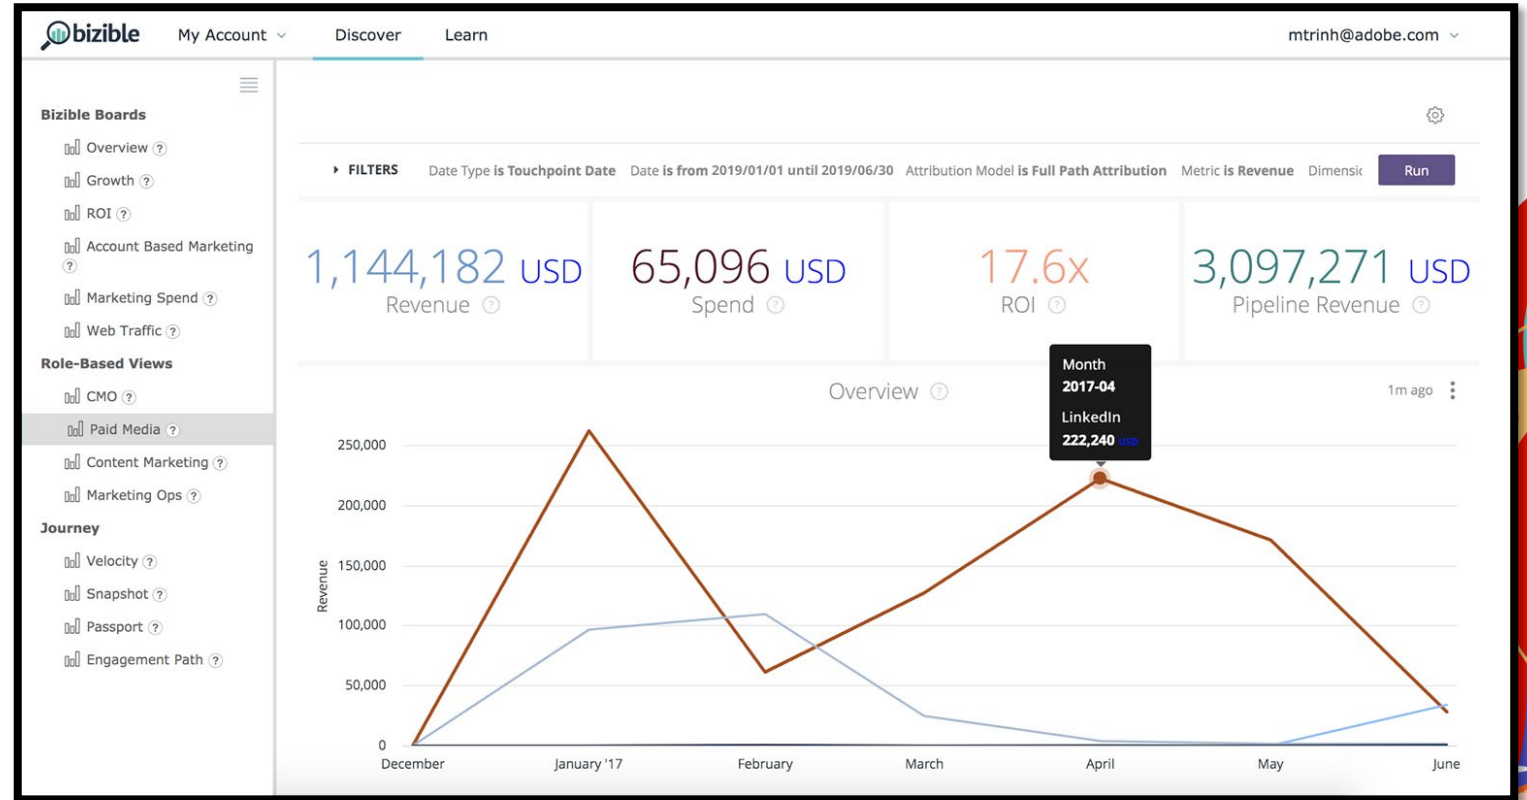 bizible My Account Discover Learn mtrinh@adobe.com
Bizible Boards
Overview ?
Growth ?
ROI ?
Account Based Marketing
?
Marketing Spend ?
Web Traffic ?
Role-Based Views
CMO ?
Paid Media ?
Content Marketing ?
Marketing Ops ?
Journey
Velocity ?
Snapshot ?
Passport ?
Engagement Path ?
FILTERS Date Type is Touchpoint Date Date is from 2019/01/01 until 2019/06/30 Attribution Model is Full Path Attribution Metric is Revenue Run
1,144,182 USD
Revenue ?
65,096 USD
Spend ?
17.6x
ROI ?
3,097,271 USD
Pipeline Revenue ?
Overview ?
1m ago
Month
2017-04
LinkedIn
222,240 USD
Revenue
250,000
200,000
150,000
100,000
50,000
0
December January '17 February March April May June